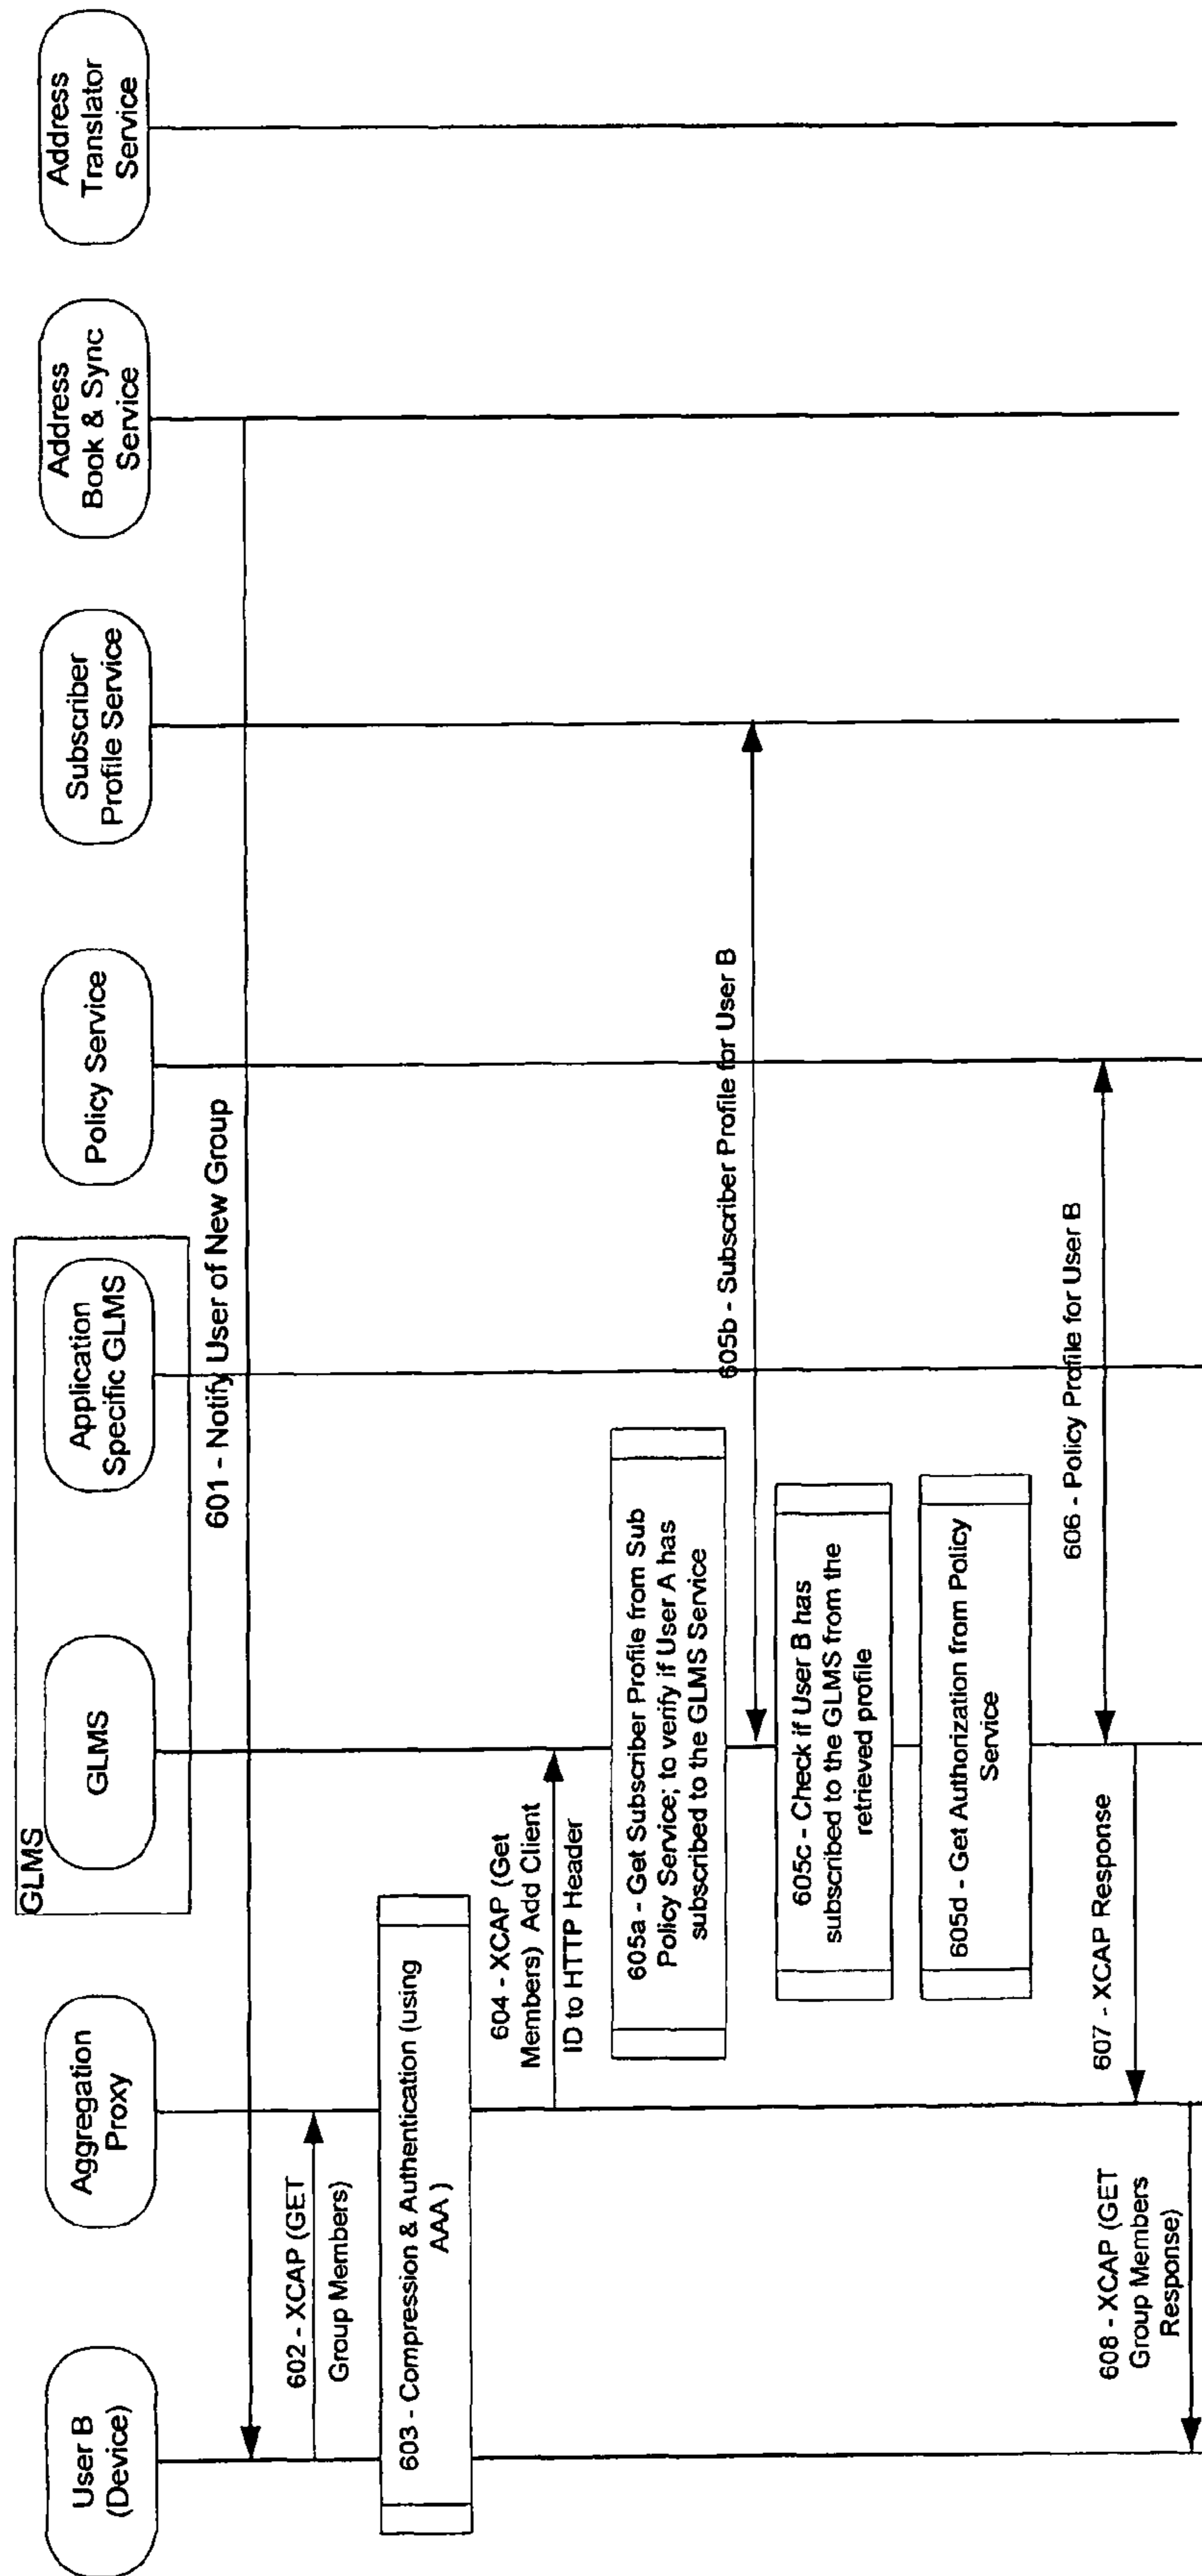 User B
(Device)
Aggregation
Proxy
GLMS
GLMS
Application
Specific GLMS
Policy Service
Subscriber
Profile Service
Address
Book & Sync
Service
Address
Translator
Service
601 - Notify User of New Group
602 - XCAP (GET
Group Members)
603 - Compression & Authentication (using
AAA )
604 - XCAP (Get
Members) Add Client
ID to HTTP Header
605a - Get Subscriber Profile from Sub
Policy Service; to verify if User A has
subscribed to the GLMS Service
605b - Subscriber Profile for User B
605c - Check if User B has
subscribed to the GLMS from the
retrieved profile
605d - Get Authorization from Policy
Service
606 - Policy Profile for User B
607 - XCAP Response
608 - XCAP (GET
Group Members
Response)